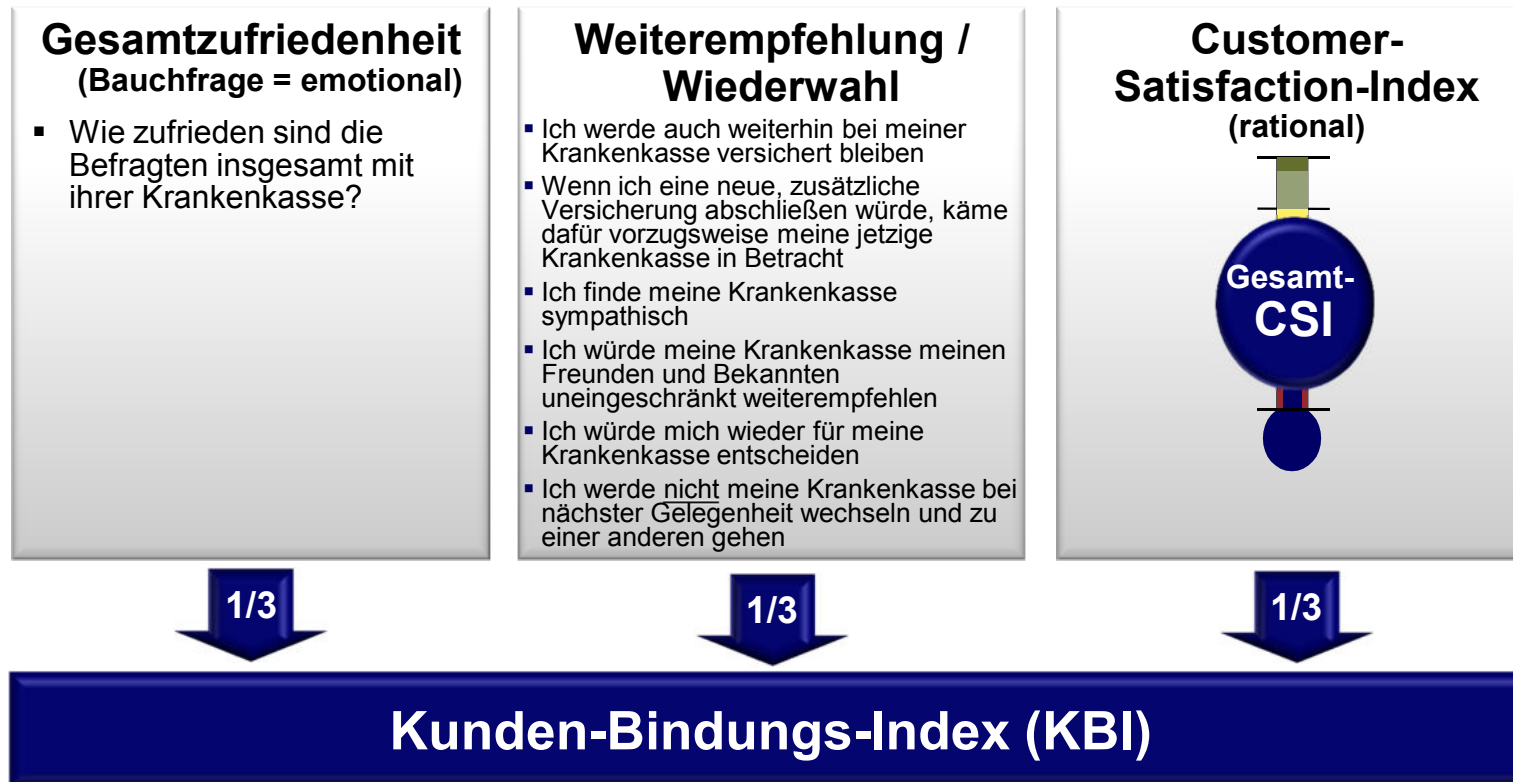 Gesamtzufriedenheit
(Bauchfrage = emotional)
▪ Wie zufrieden sind die
Befragten insgesamt mit
ihrer Krankenkasse?
Weiterempfehlung /
Wiederwahl
▪ Ich werde auch weiterhin bei meiner
Krankenkasse versichert bleiben
▪ Wenn ich eine neue, zusätzliche
Versicherung abschließen würde, käme
dafür vorzugsweise meine jetzige
Krankenkasse in Betracht
▪ Ich finde meine Krankenkasse
sympathisch
▪ Ich würde meine Krankenkasse meinen
Freunden und Bekannten
uneingeschränkt weiterempfehlen
▪ Ich würde mich wieder für meine
Krankenkasse entscheiden
▪ Ich werde nicht meine Krankenkasse bei
nächster Gelegenheit wechseln und zu
einer anderen gehen
Customer-
Satisfaction-Index
(rational)
Gesamt-
CSI
1/3
1/3
1/3
Kunden-Bindungs-Index (KBI)